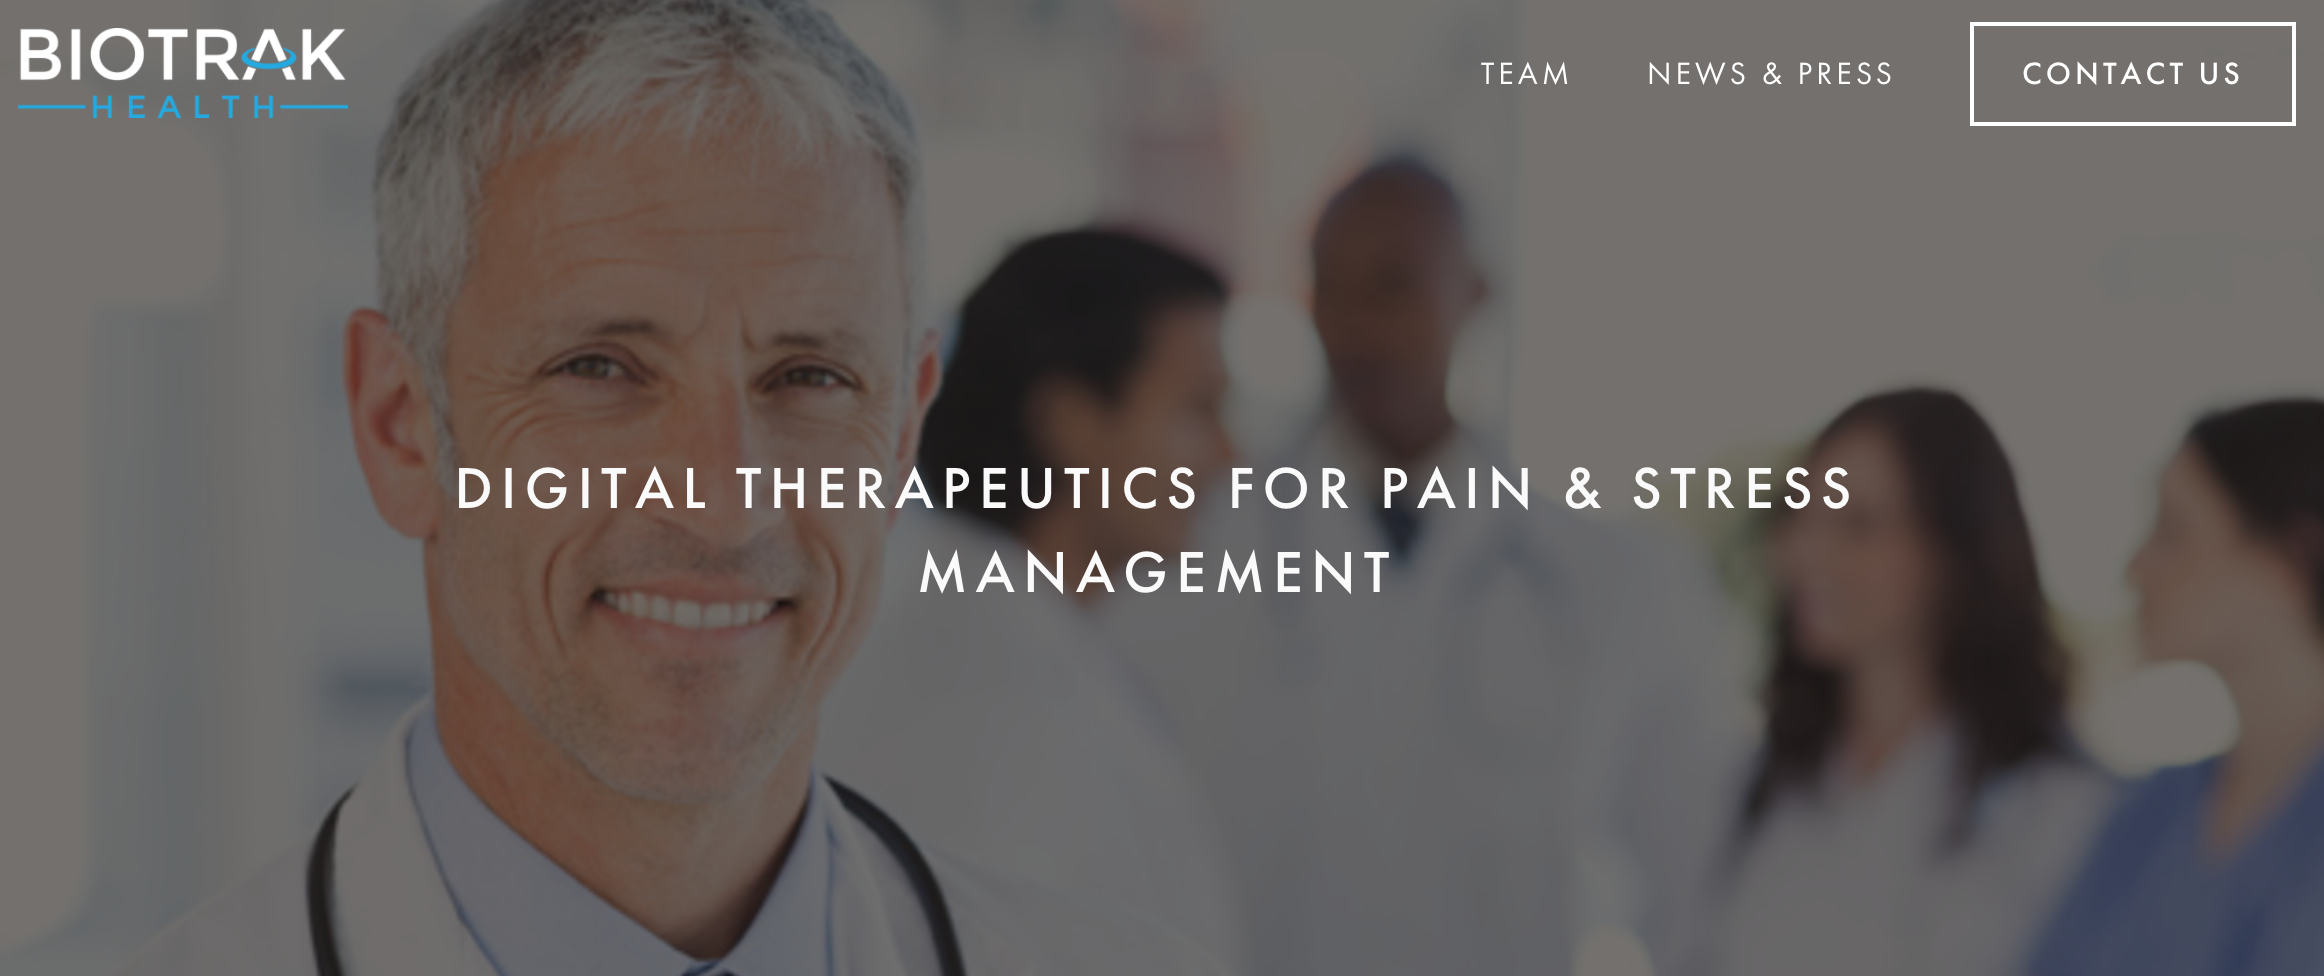 BIOTRAK
HEALTH
TEAM
NEWS & PRESS
CONTACT US
DIGITAL THERAPEUTICS FOR PAIN & STRESS
MANAGEMENT